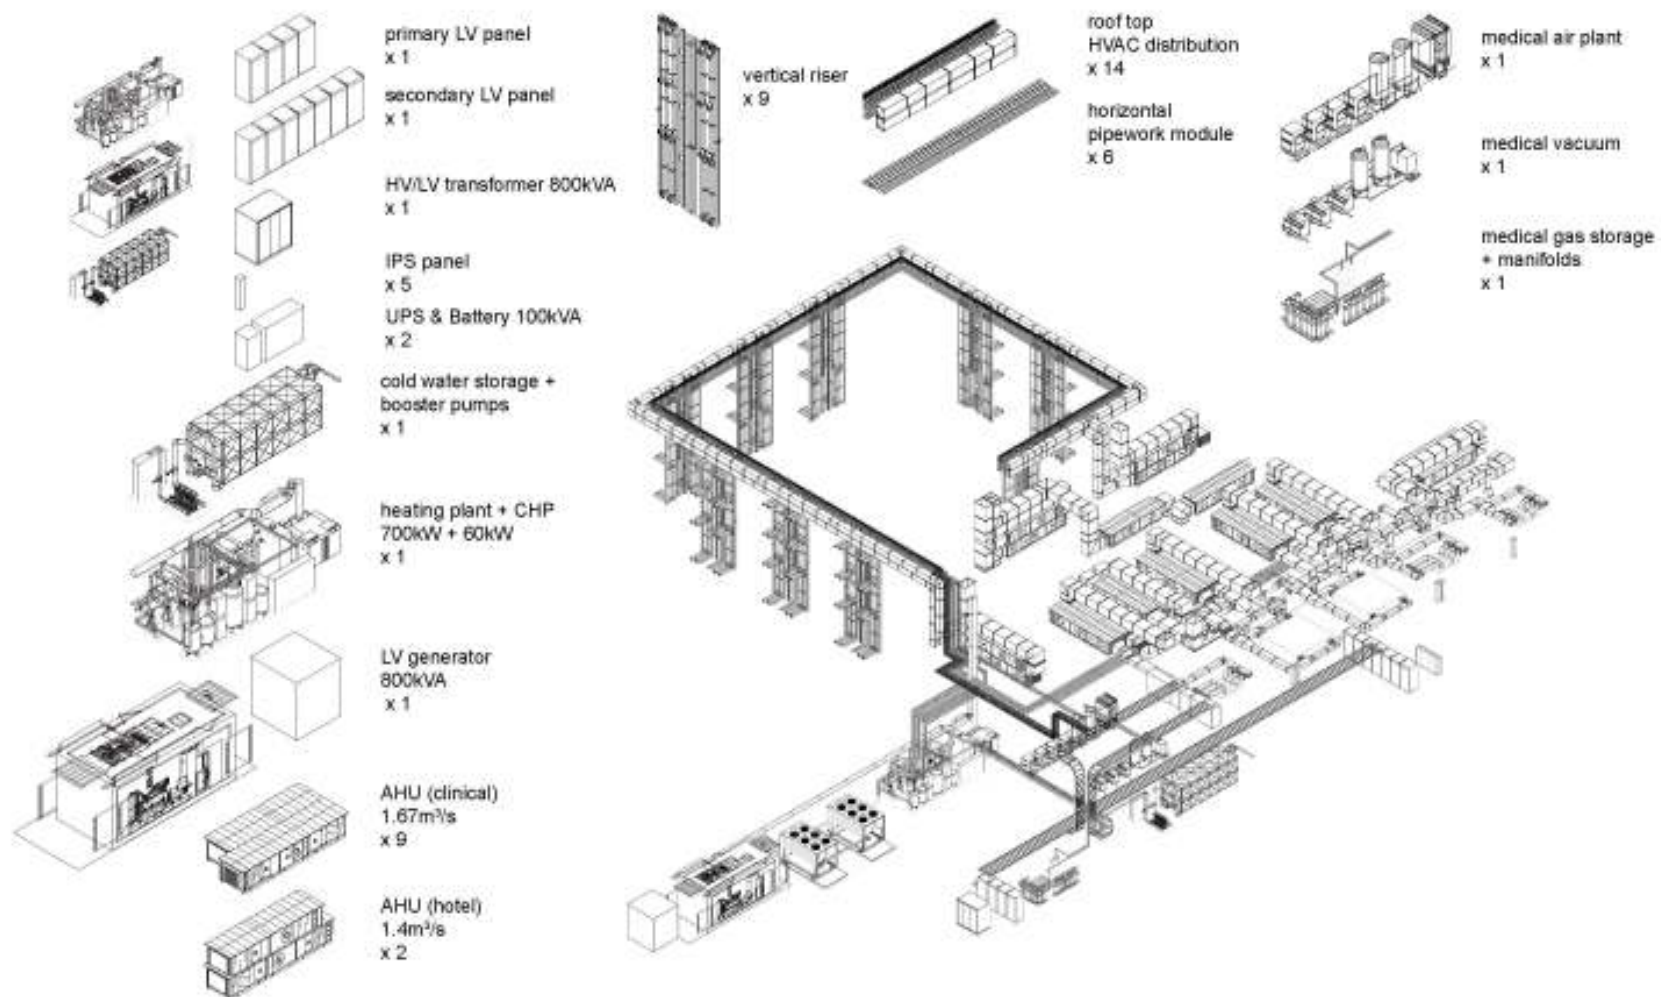 primary LV panel
x 1
secondary LV panel
x 1
HV/LV transformer 800kVA
x 1
IPS panel
x 5
UPS & Battery 100kVA
x 2
cold water storage +
booster pumps
x 1
heating plant + CHP
700kW + 60kW
x 1
LV generator
800kVA
x 1
AHU (clinical)
1.67m³/s
x 9
AHU (hotel)
1.4m³/s
x 2
vertical riser
x 9
roof top
HVAC distribution
x 14
horizontal
pipework module
x 6
medical air plant
x 1
medical vacuum
x 1
medical gas storage
+ manifolds
x 1